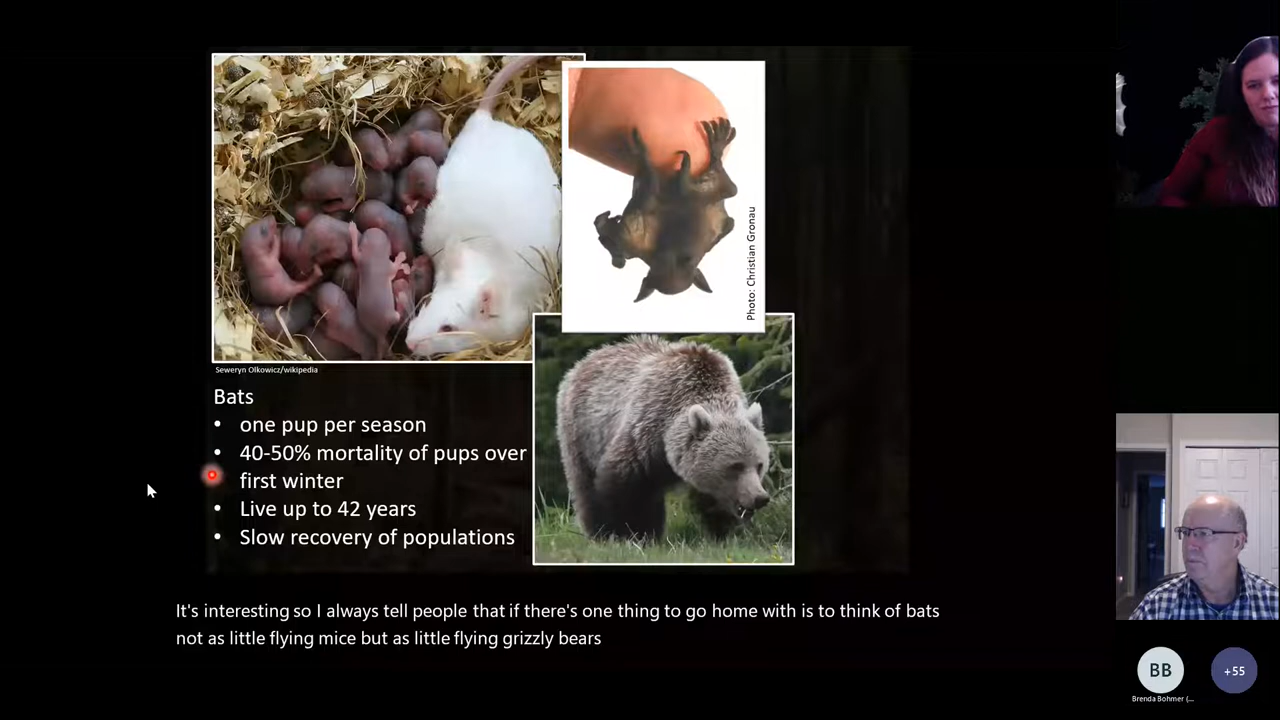 Photo: Christian Gronau
Seweryn Olkowicz/wikipedia
Bats
• one pup per season
• 40-50% mortality of pups over
• first winter
• Live up to 42 years
• Slow recovery of populations
It's interesting so I always tell people that if there's one thing to go home with is to think of bats
not as little flying mice but as little flying grizzly bears
BB
+55
Brenda Bohmer (...